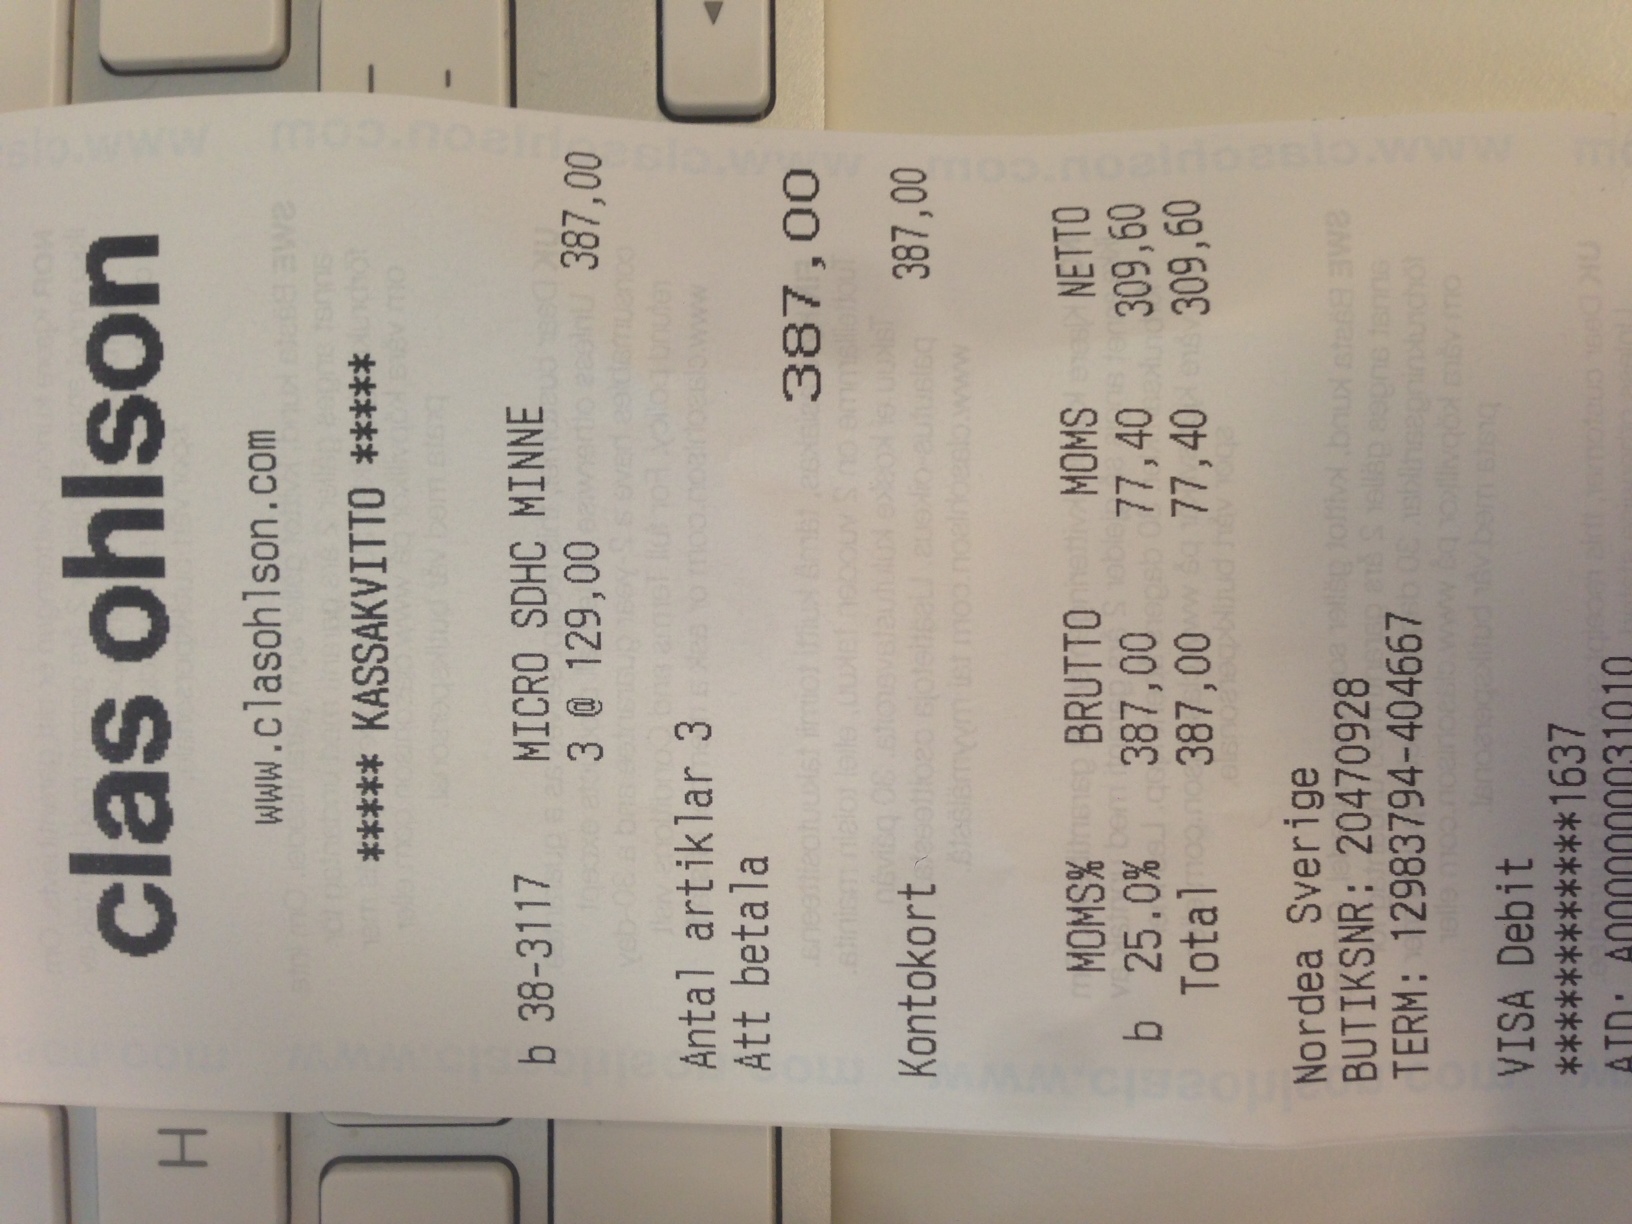 clas ohlson
www.clasohlson.com
***** KASSAKVITTO *****
b 38-3117 MICRO SDHC MINNE
3 @ 129,00 387,00
Antal artiklar 3
Att betala
387,00
Kontokort 387,00
MOMS% BRUTTO MOMS NETTO
b 25.0% 387,00 77,40 309,60
Total 387,00 77,40 309,60
Nordea Sverige
BUTIKSNR: 20470928
TERM: 12983794-404667
VISA Debit
************1637
AID: A0000000031010
H